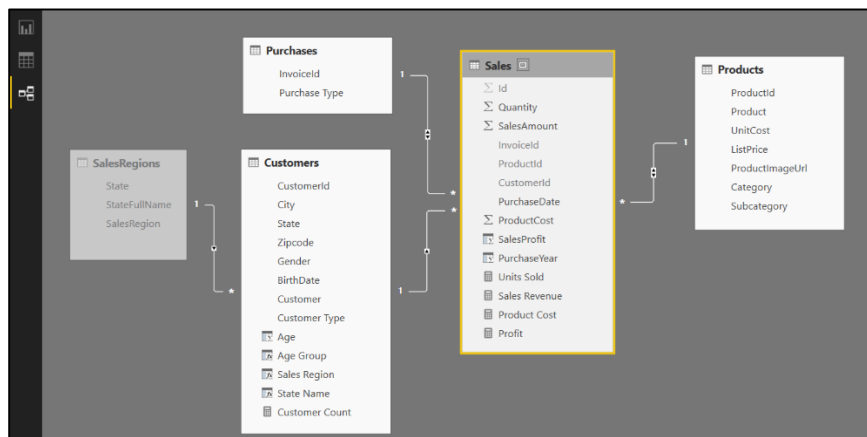 Purchases
InvoiceId
Purchase Type
1
Sales
Id
Quantity
SalesAmount
InvoiceId
ProductId
CustomerId
PurchaseDate
ProductCost
SalesProfit
PurchaseYear
Units Sold
Sales Revenue
Product Cost
Profit
*
*
*
1
Products
ProductId
Product
UnitCost
ListPrice
ProductImageUrl
Category
Subcategory
SalesRegions
State
StateFullName
SalesRegion
1
*
Customers
CustomerId
City
State
Zipcode
Gender
BirthDate
Customer
Customer Type
Age
Age Group
Sales Region
State Name
Customer Count
1